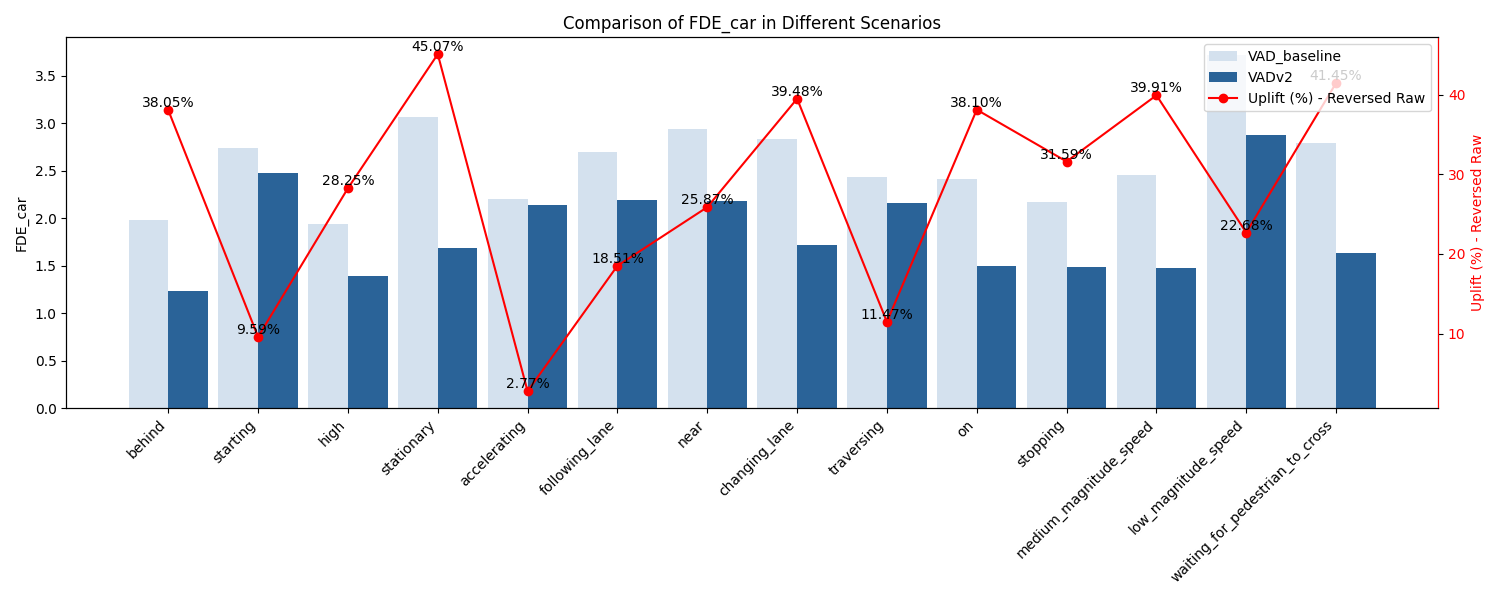 Comparison of FDE_car in Different Scenarios
FDE_car
3.5
3.0
2.5
2.0
1.5
1.0
0.5
0.0
38.05%
9.59%
28.25%
45.07%
2.77%
18.51%
25.87%
39.48%
11.47%
38.10%
31.59%
39.91%
22.68%
41.45%
VAD_baseline
VADv2
Uplift (%) - Reversed Raw
40
30
20
10
Uplift (%) - Reversed Raw
behind
starting
high
stationary
accelerating
following_lane
near
changing_lane
traversing
on
stopping
medium_magnitude_speed
low_magnitude_speed
waiting_for_pedestrian_to_cross